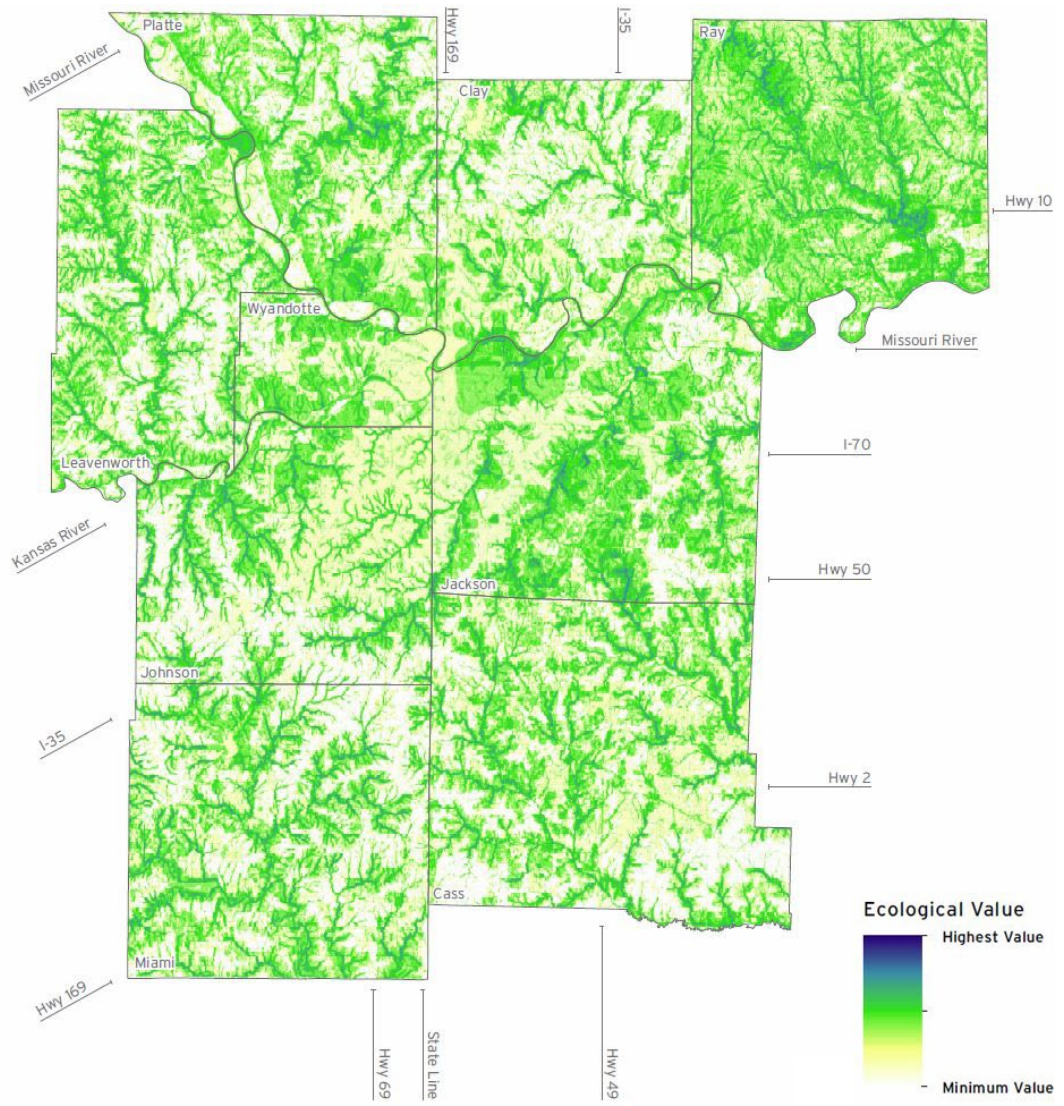 Platte
Hwy 169
I-35
Ray
Missouri River
Clay
Hwy 10
Wyandotte
Missouri River
I-70
Leavenworth
Kansas River
Hwy 50
Jackson
Johnson
I-35
Hwy 2
Cass
Ecological Value
Highest Value
Miami
Hwy 169
Hwy 69
State Line
Hwy 49
Minimum Value